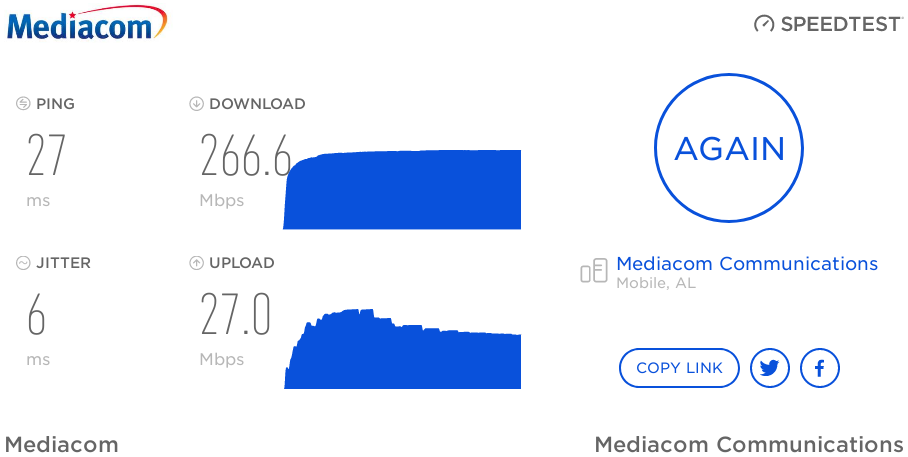 Mediacom
SPEEDTEST
PING
27
ms
DOWNLOAD
266.6
Mbps
AGAIN
JITTER
6
ms
UPLOAD
27.0
Mbps
Mediacom Communications
Mobile, AL
COPY LINK
Mediacom
Mediacom Communications